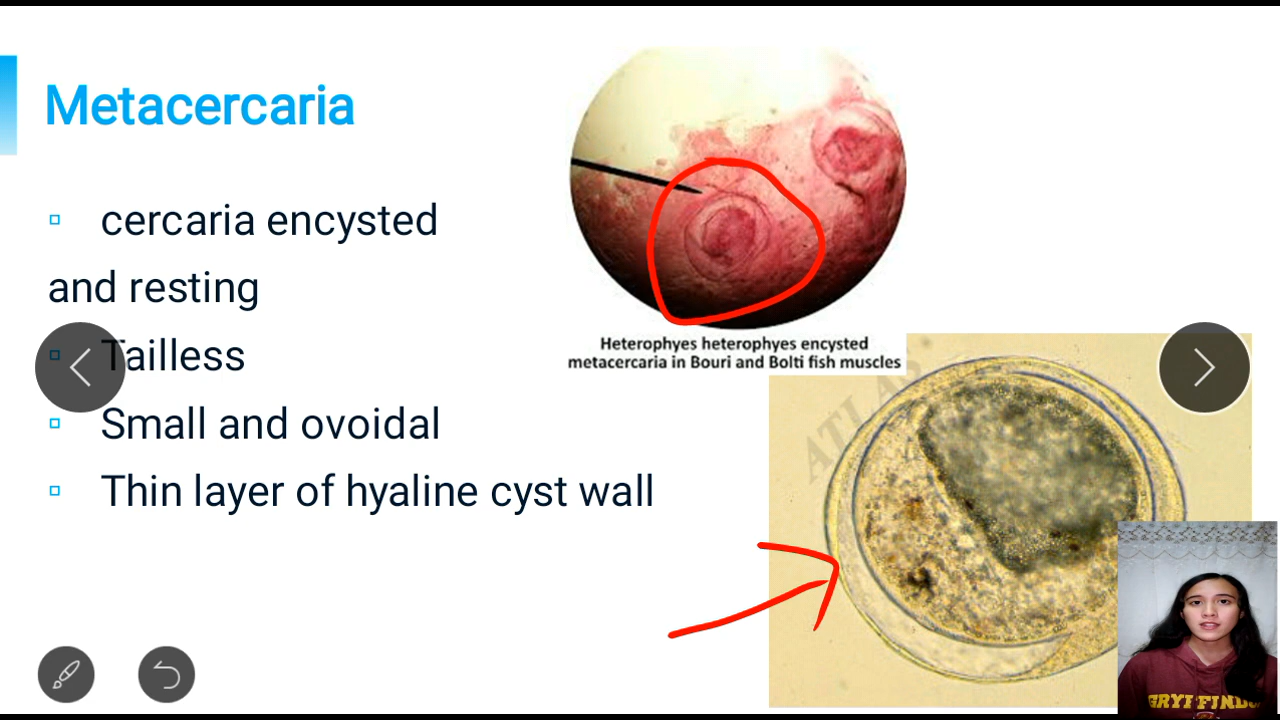 Metacercaria
cercaria encysted
and resting
Tailless
Small and ovoidal
Thin layer of hyaline cyst wall
Heterophyes heterophyes encysted
metacercaria in Bouri and Bolti fish muscles
ATLAS